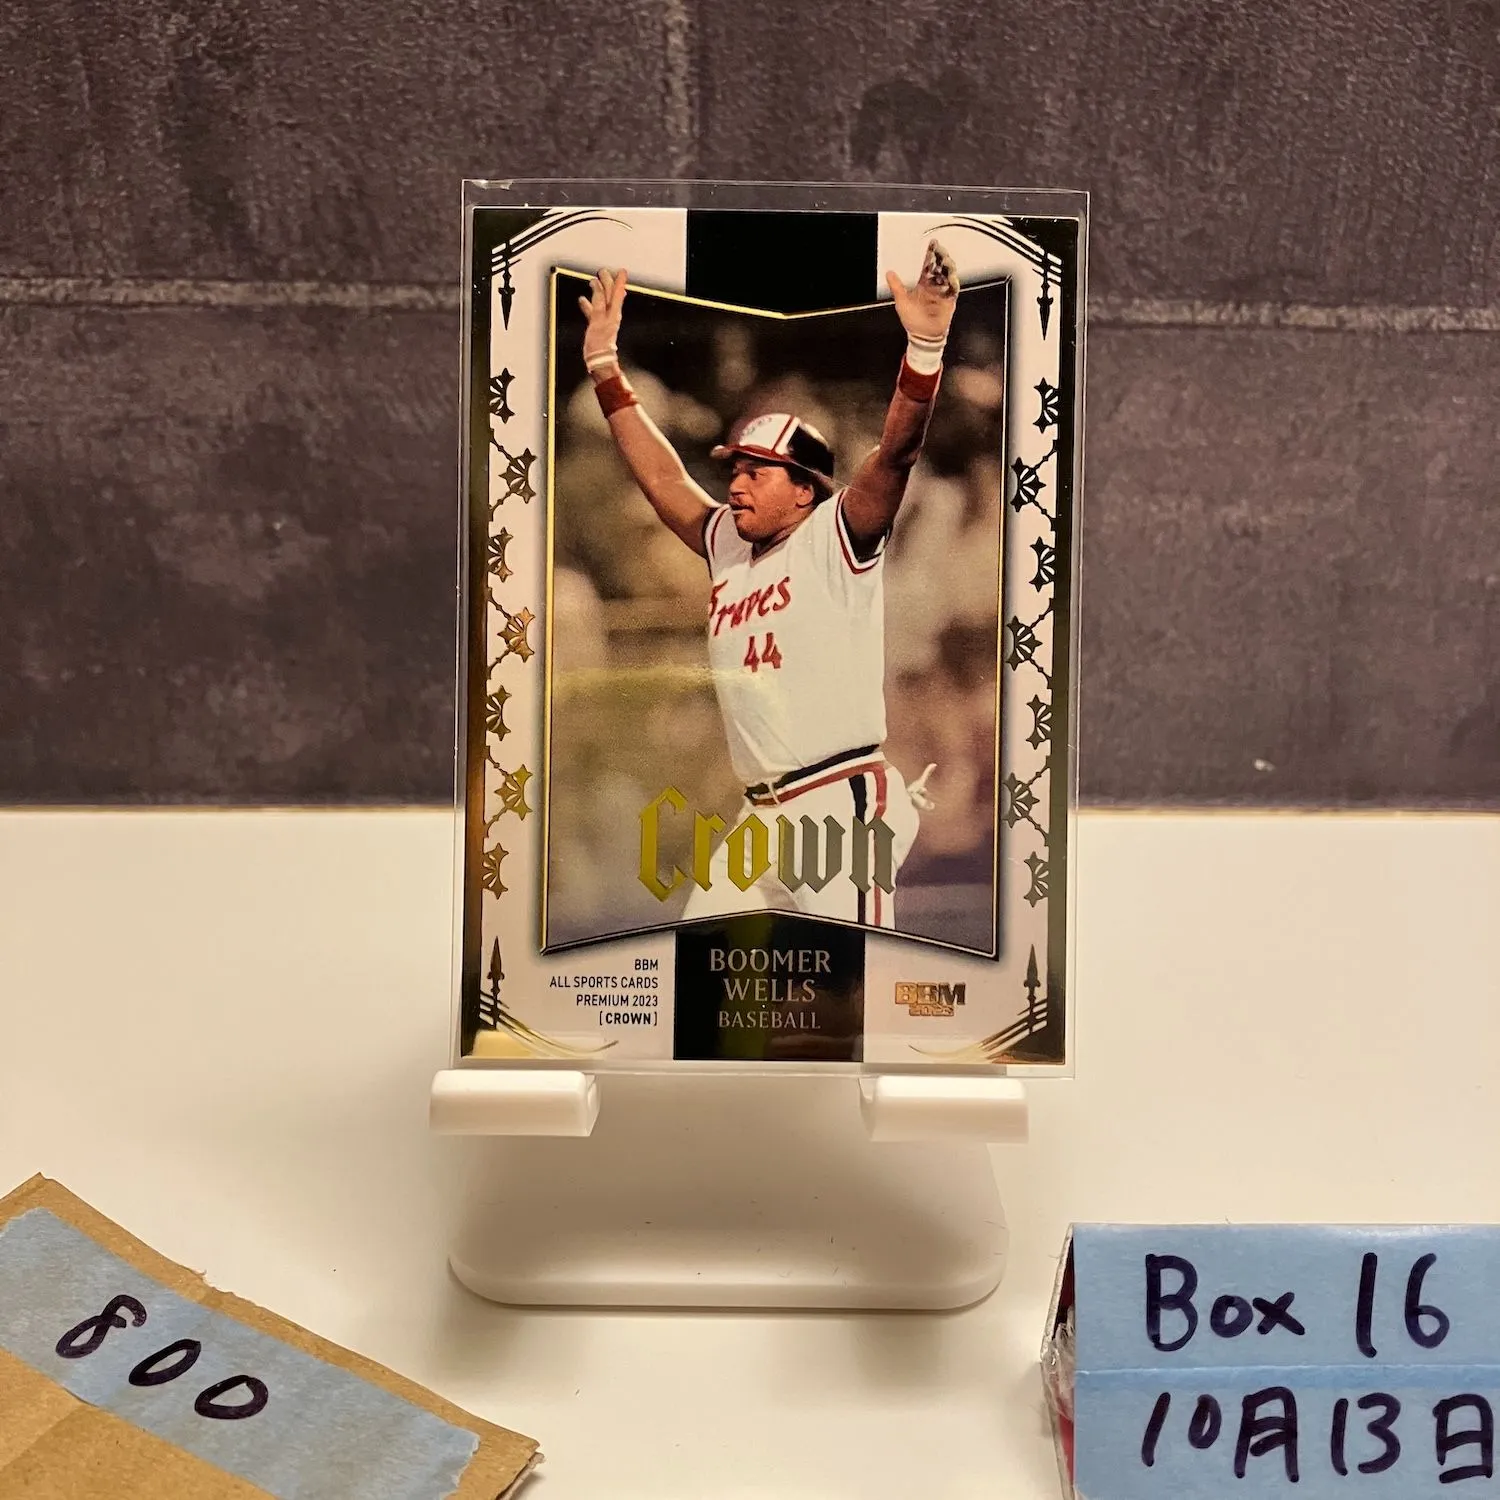 Braves
44
Crown
BBM
ALL SPORTS CARDS
PREMIUM 2023
[CROWN]
BOOMER
WELLS
BASEBALL
BBM
2023
800
Box 16
10月13日